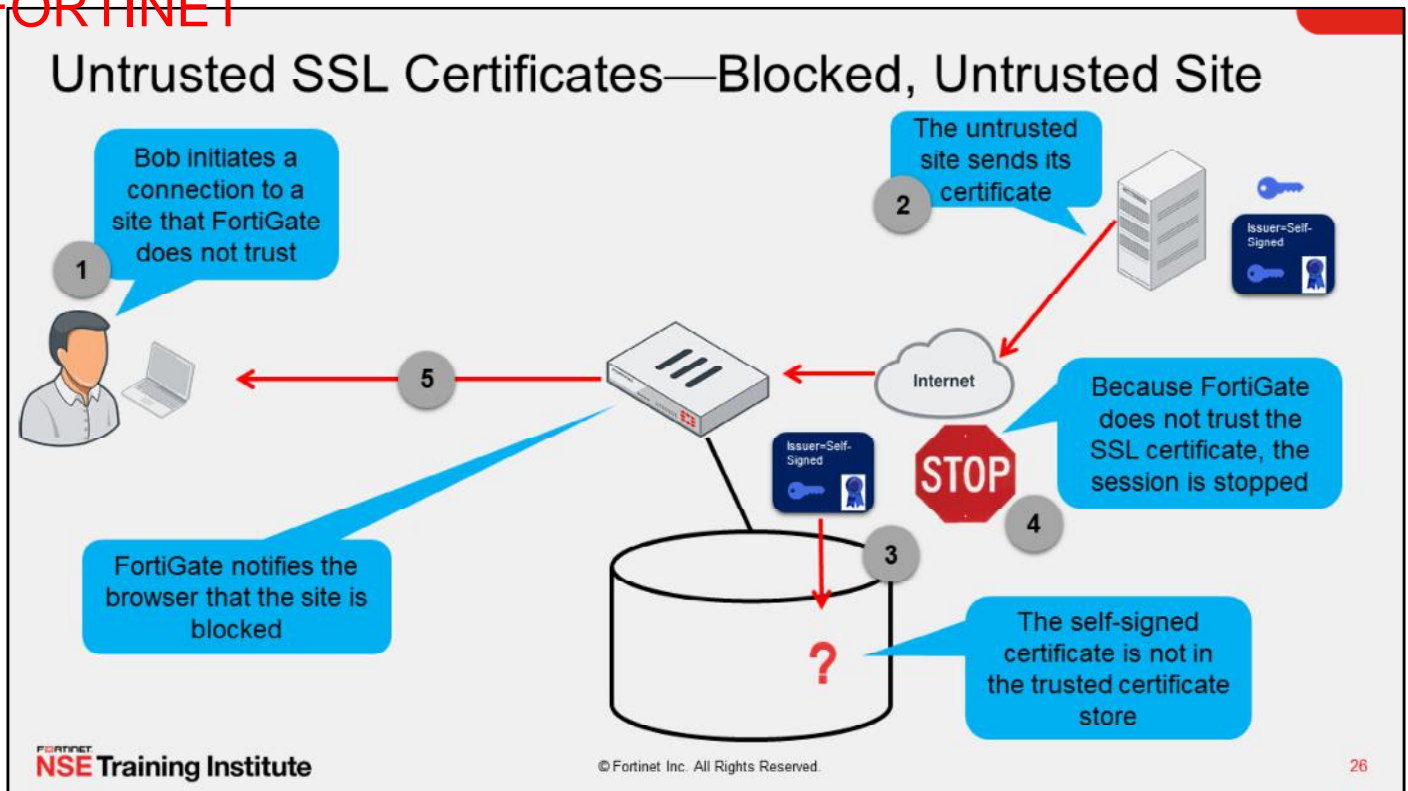 FORTINET
Untrusted SSL Certificates—Blocked, Untrusted Site
Bob initiates a
connection to a
site that FortiGate
does not trust
1
The untrusted
site sends its
certificate
2
Issuer=Self-
Signed
5
Internet
Because FortiGate
does not trust the
SSL certificate, the
session is stopped
STOP
4
Issuer=Self-
Signed
3
FortiGate notifies the
browser that the site is
blocked
?
The self-signed
certificate is not in
the trusted certificate
store
FORTINET
NSE Training Institute
© Fortinet Inc. All Rights Reserved.
26